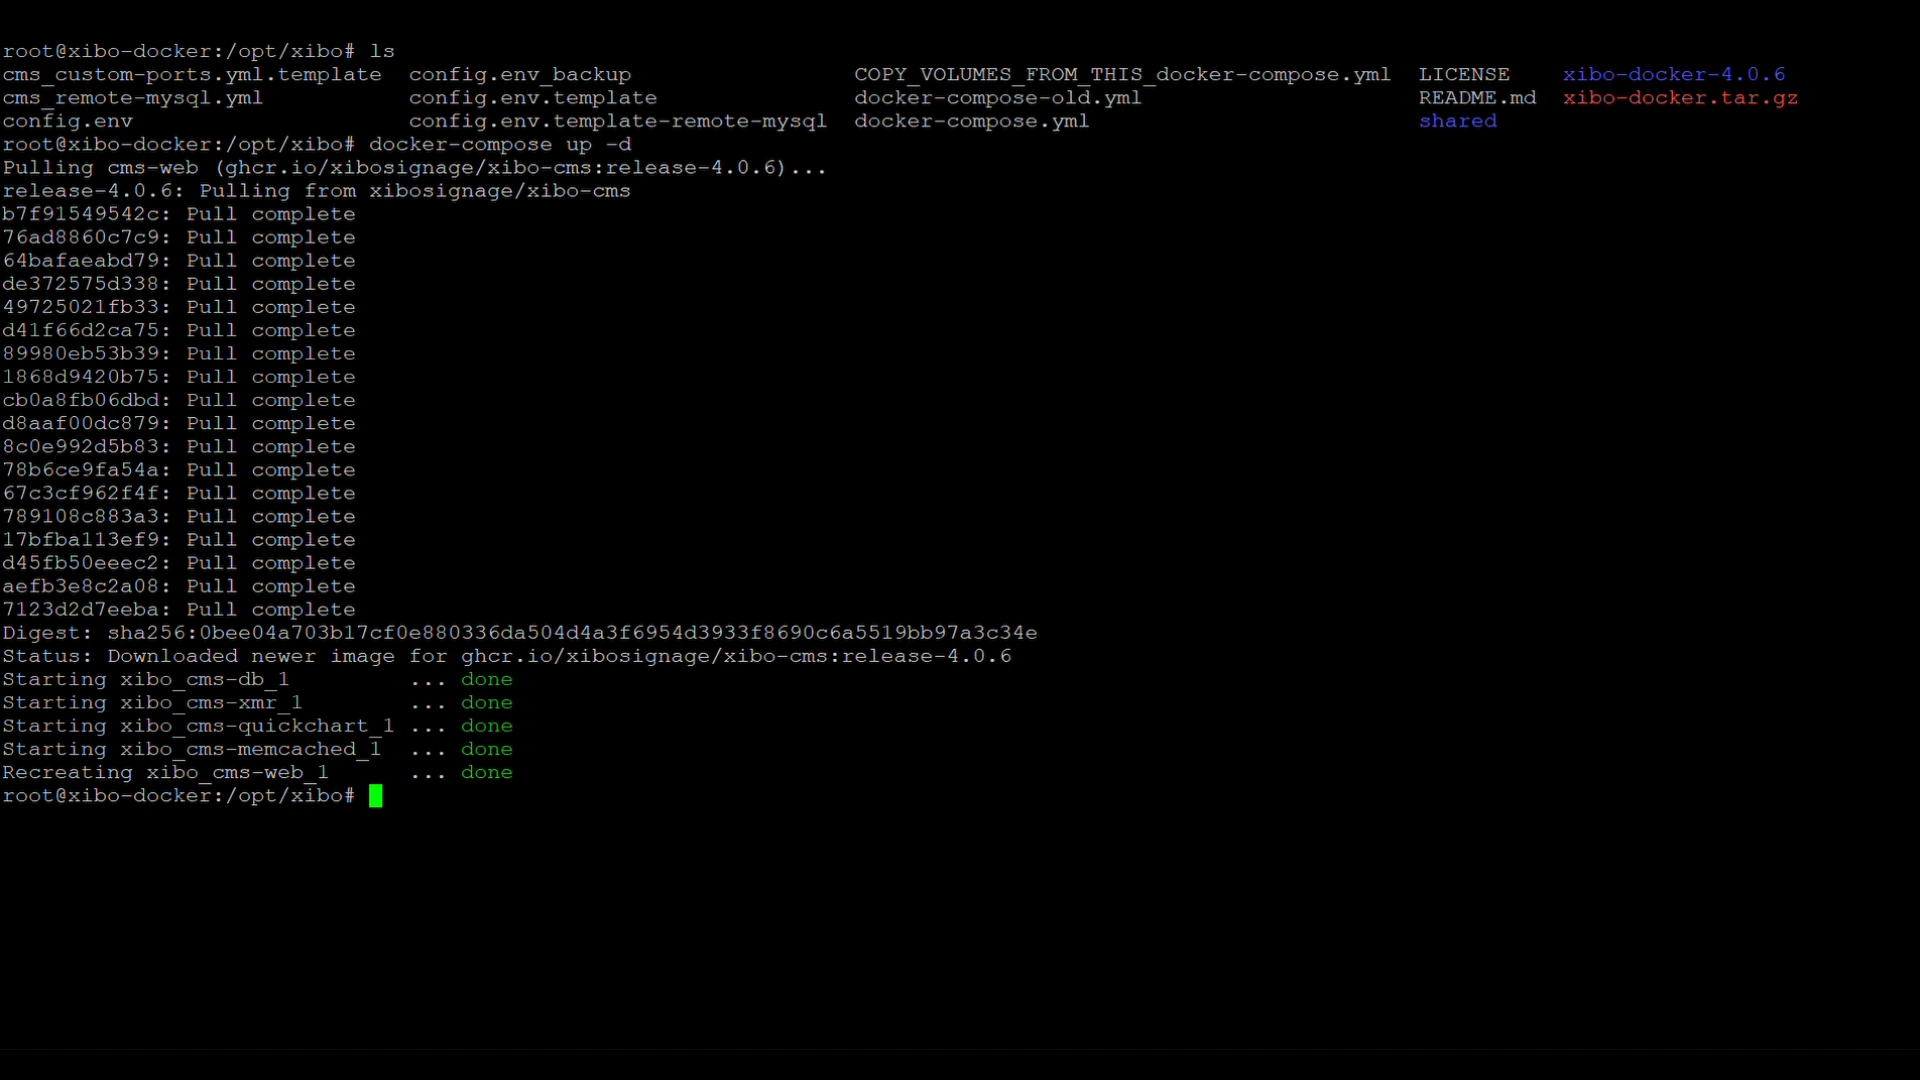 root@xibo-docker:/opt/xibo# ls
cms_custom-ports.yml.template  config.env_backup                 COPY_VOLUMES_FROM_THIS_docker-compose.yml  LICENSE    xibo-docker-4.0.6
cms_remote-mysql.yml           config.env.template               docker-compose-old.yml                     README.md  xibo-docker.tar.gz
config.env                     config.env.template-remote-mysql  docker-compose.yml                         shared
root@xibo-docker:/opt/xibo# docker-compose up -d
Pulling cms-web (ghcr.io/xibosignage/xibo-cms:release-4.0.6)...
release-4.0.6: Pulling from xibosignage/xibo-cms
b7f91549542c: Pull complete
76ad8860c7c9: Pull complete
64bafaeabd79: Pull complete
de372575d338: Pull complete
49725021fb33: Pull complete
d41f66d2ca75: Pull complete
89980eb53b39: Pull complete
1868d9420b75: Pull complete
cb0a8fb06dbd: Pull complete
d8aaf00dc879: Pull complete
8c0e992d5b83: Pull complete
78b6ce9fa54a: Pull complete
67c3cf962f4f: Pull complete
789108c883a3: Pull complete
17bfba113ef9: Pull complete
d45fb50eeec2: Pull complete
aefb3e8c2a08: Pull complete
7123d2d7eeba: Pull complete
Digest: sha256:0bee04a703b17cf0e880336da504d4a3f6954d3933f8690c6a5519bb97a3c34e
Status: Downloaded newer image for ghcr.io/xibosignage/xibo-cms:release-4.0.6
Starting xibo_cms-db_1         ... done
Starting xibo_cms-xmr_1        ... done
Starting xibo_cms-quickchart_1 ... done
Starting xibo_cms-memcached_1  ... done
Recreating xibo_cms-web_1      ... done
root@xibo-docker:/opt/xibo#